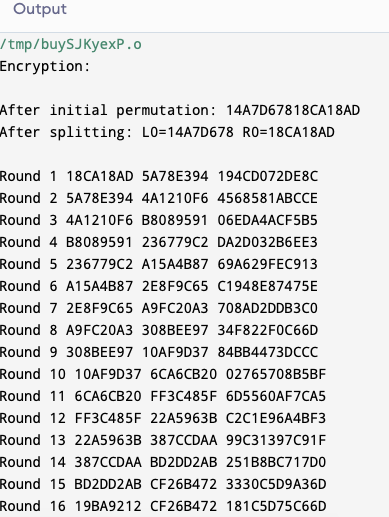 Output
/tmp/buySJKyexP.o
Encryption:
After initial permutation: 14A7D67818CA18AD
After splitting: L0=14A7D678 R0=18CA18AD
Round 1 18CA18AD 5A78E394 194CD072DE8C
Round 2 5A78E394 4A1210F6 4568581ABCCE
Round 3 4A1210F6 B8089591 06EDA4ACF5B5
Round 4 B8089591 236779C2 DA2D032B6EE3
Round 5 236779C2 A15A4B87 69A629FEC913
Round 6 A15A4B87 2E8F9C65 C1948E87475E
Round 7 2E8F9C65 A9FC20A3 708AD2DDB3C0
Round 8 A9FC20A3 308BEE97 34F822F0C66D
Round 9 308BEE97 10AF9D37 84BB4473DCCC
Round 10 10AF9D37 6CA6CB20 02765708B5BF
Round 11 6CA6CB20 FF3C485F 6D5560AF7CA5
Round 12 FF3C485F 22A5963B C2C1E96A4BF3
Round 13 22A5963B 387CCDAA 99C31397C91F
Round 14 387CCDAA BD2DD2AB 251B8BC717D0
Round 15 BD2DD2AB CF26B472 3330C5D9A36D
Round 16 19BA9212 CF26B472 181C5D75C66D